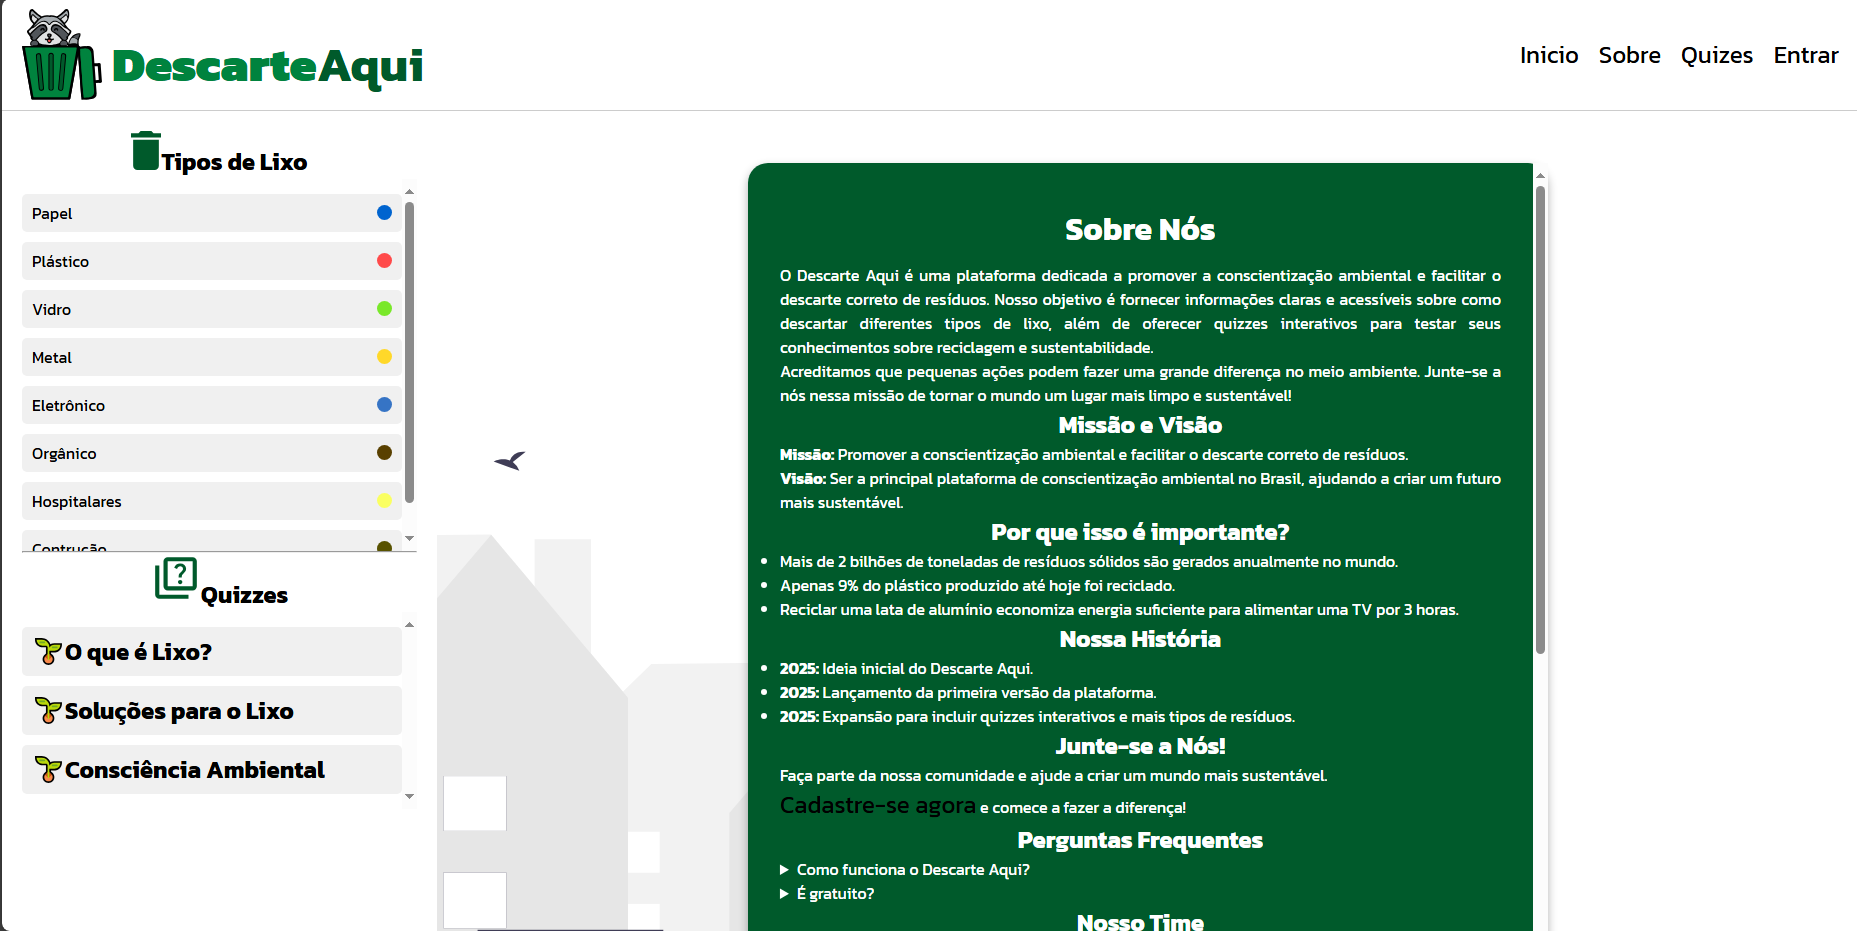 DescarteAqui
Inicio Sobre Quizes Entrar
Tipos de Lixo
Papel
Plástico
Vidro
Metal
Eletrônico
Orgânico
Hospitalares
Contrução
?
Quizzes
O que é Lixo?
Soluções para o Lixo
Consciência Ambiental
Sobre Nós
O Descarte Aqui é uma plataforma dedicada a promover a conscientização ambiental e facilitar o
descarte correto de resíduos. Nosso objetivo é fornecer informações claras e acessíveis sobre como
descartar diferentes tipos de lixo, além de oferecer quizzes interativos para testar seus
conhecimentos sobre reciclagem e sustentabilidade.
Acreditamos que pequenas ações podem fazer uma grande diferença no meio ambiente. Junte-se a
nós nessa missão de tornar o mundo um lugar mais limpo e sustentável!
Missão e Visão
Missão: Promover a conscientização ambiental e facilitar o descarte correto de resíduos.
Visão: Ser a principal plataforma de conscientização ambiental no Brasil, ajudando a criar um futuro
mais sustentável.
Por que isso é importante?
Mais de 2 bilhões de toneladas de resíduos sólidos são gerados anualmente no mundo.
Apenas 9% do plástico produzido até hoje foi reciclado.
Reciclar uma lata de alumínio economiza energia suficiente para alimentar uma TV por 3 horas.
Nossa História
2025: Ideia inicial do Descarte Aqui.
2025: Lançamento da primeira versão da plataforma.
2025: Expansão para incluir quizzes interativos e mais tipos de resíduos.
Junte-se a Nós!
Faça parte da nossa comunidade e ajude a criar um mundo mais sustentável.
Cadastre-se agora e comece a fazer a diferença!
Perguntas Frequentes
Como funciona o Descarte Aqui?
É gratuito?
Nosso Time